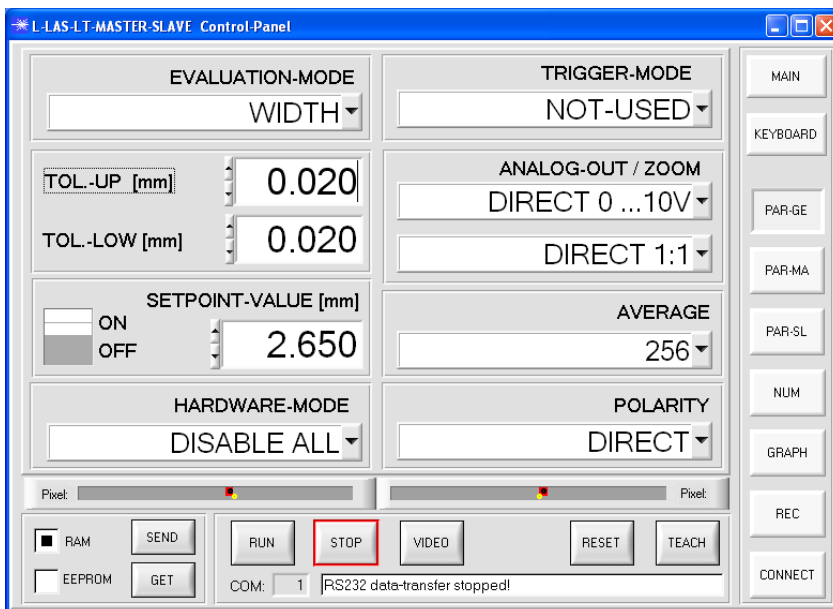 L-LAS-LT-MASTER-SLAVE Control-Panel
EVALUATION-MODE
WIDTH
TRIGGER-MODE
NOT-USED
TOL.-UP [mm]
0.020
TOL.-LOW [mm]
0.020
ANALOG-OUT / ZOOM
DIRECT 0 ...10V
DIRECT 1:1
SETPOINT-VALUE [mm]
ON
OFF
2.650
AVERAGE
256
HARDWARE-MODE
DISABLE ALL
POLARITY
DIRECT
Pixel:
Pixel:
RAM
SEND
EEPROM
GET
RUN
STOP
VIDEO
RESET
TEACH
COM:
1
RS232 data-transfer stopped!
MAIN
KEYBOARD
PAR-GE
PAR-MA
PAR-SL
NUM
GRAPH
REC
CONNECT